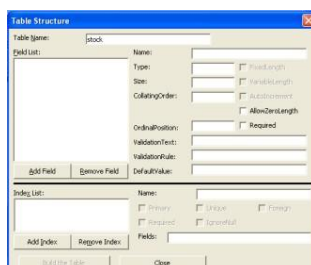 Table Structure
Table Name: stock
Field List: Name:
Type: FixedLength
Size: VariableLength
CollatingOrder: AutoIncrement
AllowZeroLength
OrdinalPosition: Required
ValidationText:
ValidationRule:
Add Field Remove Field DefaultValue:
Index List: Name:
Primary Unique Foreign
Required IgnoreNull
Add Index Remove Index Fields:
Build the Table Close